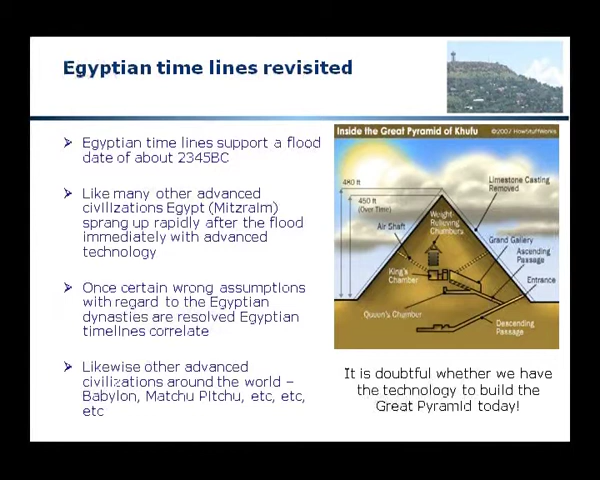 Egyptian time lines revisited
Egyptian time lines support a flood
date of about 2345BC
Like many other advanced
civilizations Egypt (Mitzraim)
sprang up rapidly after the flood
immediately with advanced
technology
Once certain wrong assumptions
with regard to the Egyptian
dynasties are resolved Egyptian
timelines correlate
Likewise other advanced
civilizations around the world –
Babylon, Matchu Pitchu, etc, etc,
etc
Inside the Great Pyramid of Khufu
©2007 HowStuffWorks
480 ft
450 ft
(Over Time)
Limestone Casting
Removed
Weight-
Relieving
Chambers
Air Shaft
Grand Gallery
Ascending
Passage
King's
Chamber
Entrance
Queen's Chamber
Descending
Passage
It is doubtful whether we have
the technology to build the
Great Pyramid today!